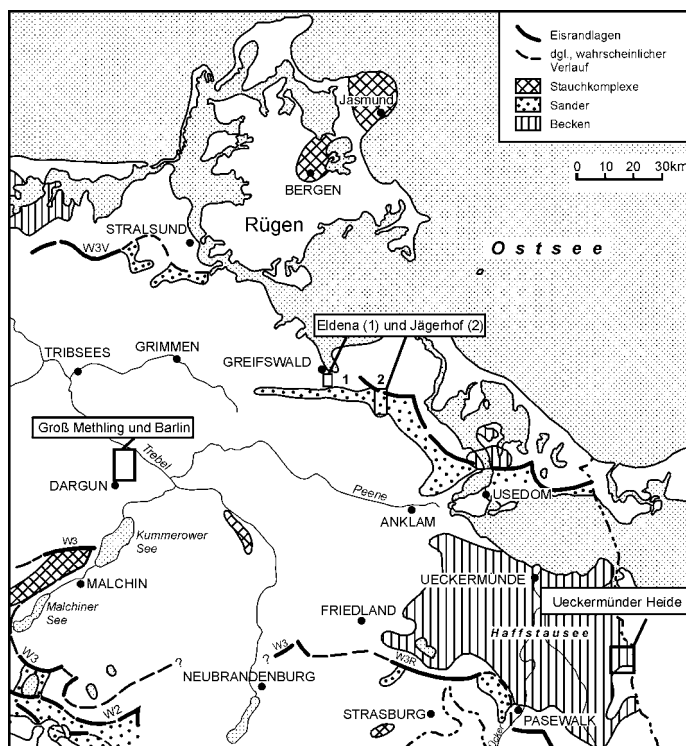 Eisrandlagen
dgl., wahrscheinlicher
Verlauf
Stauchkomplexe
Sander
Becken
0 10 20 30km
Jasmund
BERGEN
Rügen
STRALSUND
W3V
Ostsee
Eldena (1) und Jägerhof (2)
GRIMMEN
TRIBSEES
GREIFSWALD
1
2
Groß Methling und Barlin
Trebel
DARGUN
Peene
USEDOM
ANKLAM
Kummerower
See
W3
MALCHIN
UECKERMÜNDE
Malchiner
See
FRIEDLAND
Ueckermünder Heide
Haffstausee
W3
?
?
W3
W3R
NEUBRANDENBURG
W2
STRASBURG
PASEWALK
Ücker